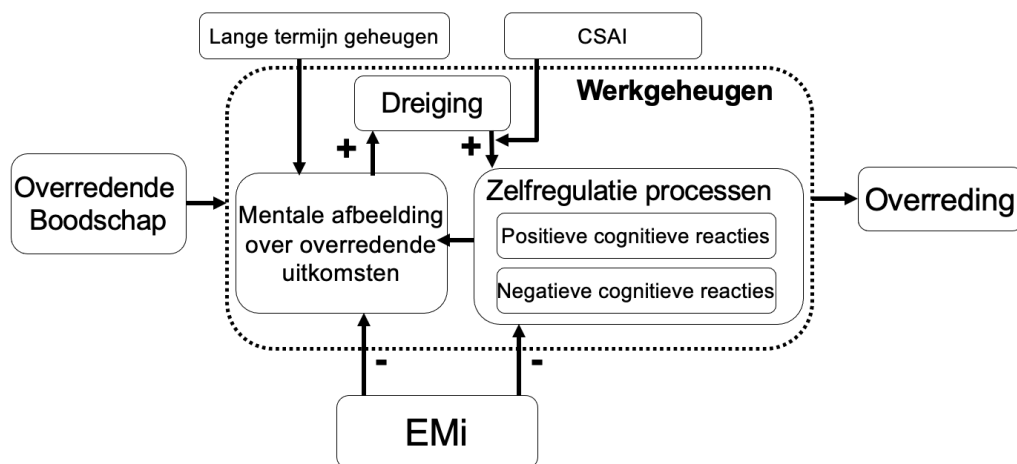 Lange termijn geheugen
CSAI
Werkgeheugen
Dreiging
+
+
Overredende
Boodschap
Mentale afbeelding
over overredende
uitkomsten
Zelfregulatie processen
Positieve cognitieve reacties
Negatieve cognitieve reacties
Overreding
-
-
EMi